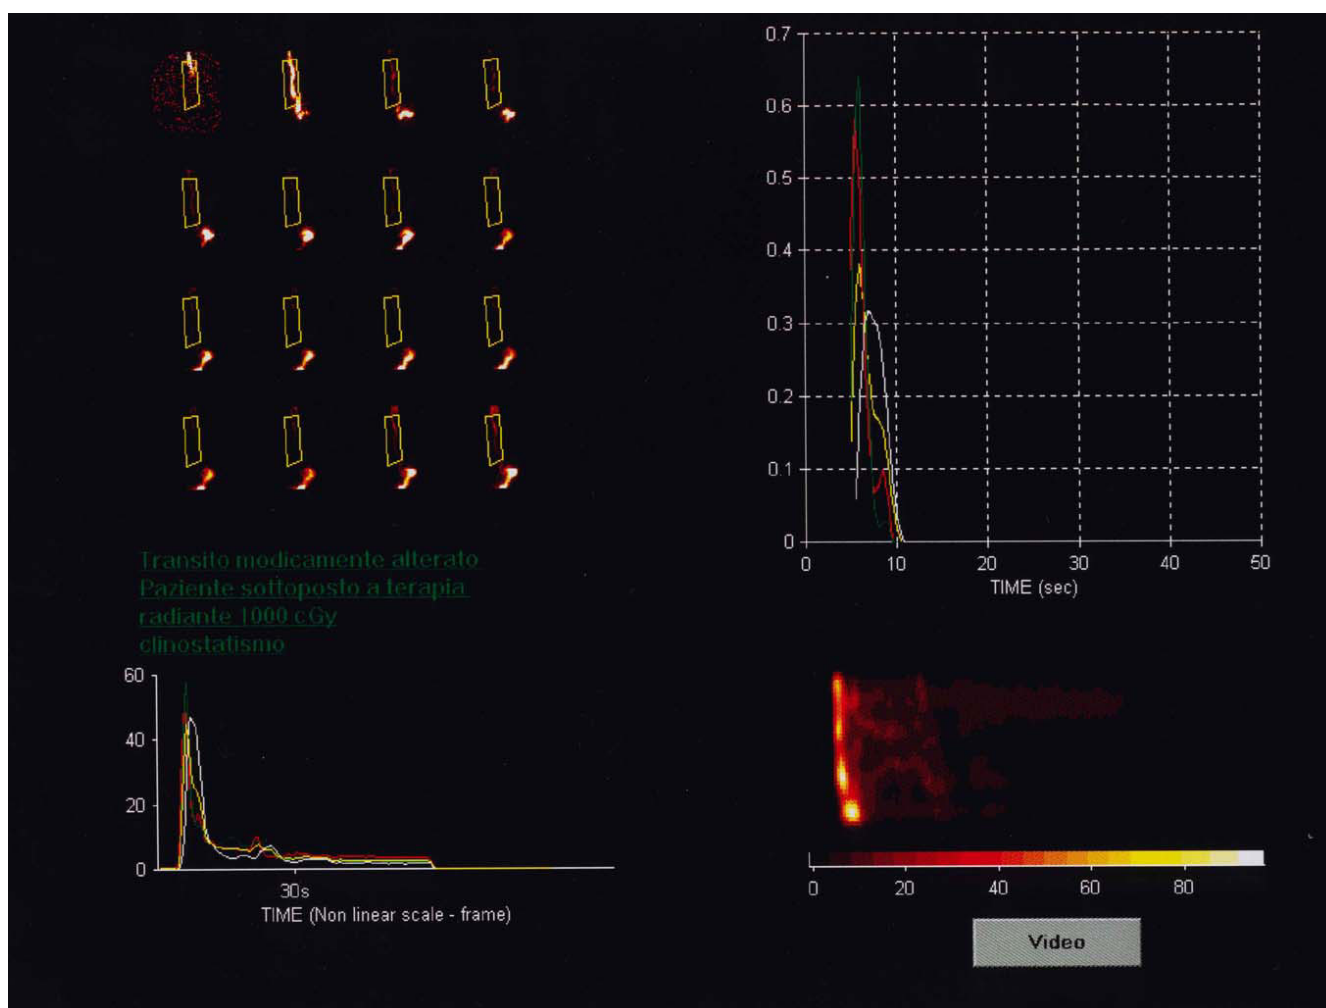 0.7
0.6
0.5
0.4
0.3
0.2
0.1
0
0 10 20 30 40 50
TIME (sec)
Transito modicamente alterato
Paziente sottoposto a terapia
radiante 1000 cGy
clinostatismo
60
40
20
0
30s
TIME (Non linear scale - frame)
0 20 40 60 80
Video